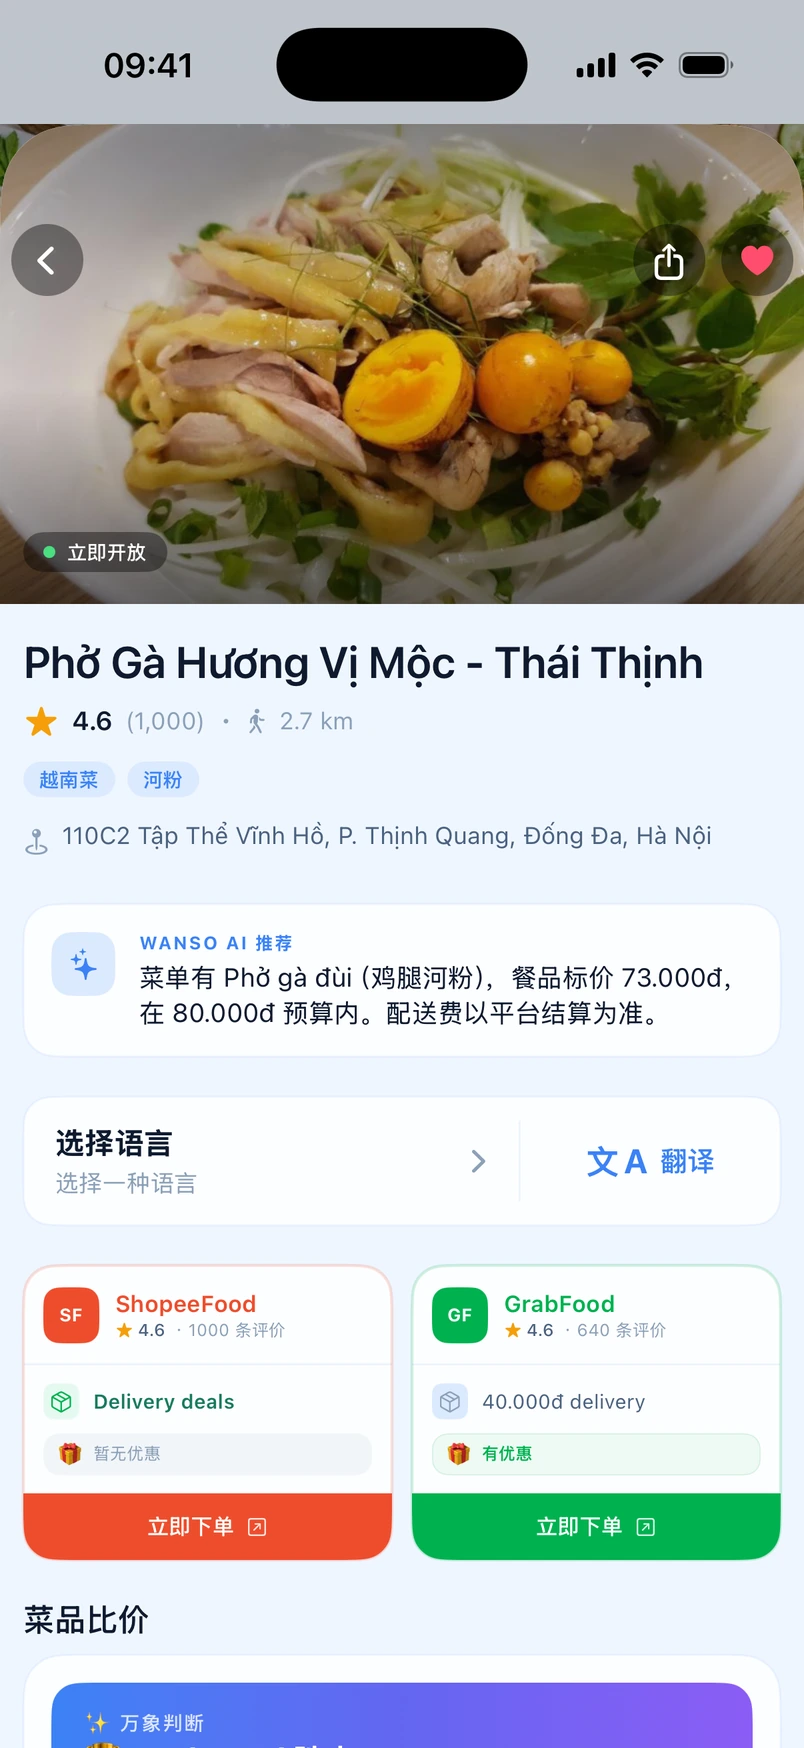 09:41
立即开放
Phở Gà Hương Vị Mộc - Thái Thịnh
4.6 (1,000) · 2.7 km
越南菜 河粉
110C2 Tập Thể Vĩnh Hồ, P. Thịnh Quang, Đống Đa, Hà Nội
WANSO AI 推荐
菜单有 Phở gà đùi (鸡腿河粉)，餐品标价 73.000đ，
在 80.000đ 预算内。配送费以平台结算为准。
选择语言
选择一种语言
文A 翻译
SF ShopeeFood
4.6 · 1000 条评价
Delivery deals
暂无优惠
立即下单
GF GrabFood
4.6 · 640 条评价
40.000đ delivery
有优惠
立即下单
菜品比价
万象判断